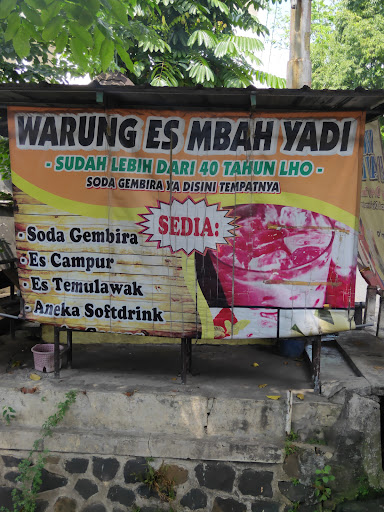 WARUNG ES MBAH YADI
- SUDAH LEBIH DARI 40 TAHUN LHO -
SODA GEMBIRA YA DISINI TEMPATNYA
SEDIA:
- Soda Gembira
- Es Campur
- Es Temulawak
- Aneka Softdrink